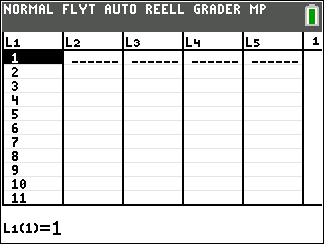 NORMAL FLYT AUTO REELL GRADER MP
L1 L2 L3 L4 L5 1
1 ------ ------ ------ ------
2
3
4
5
6
7
8
9
10
11
L1(1)=1